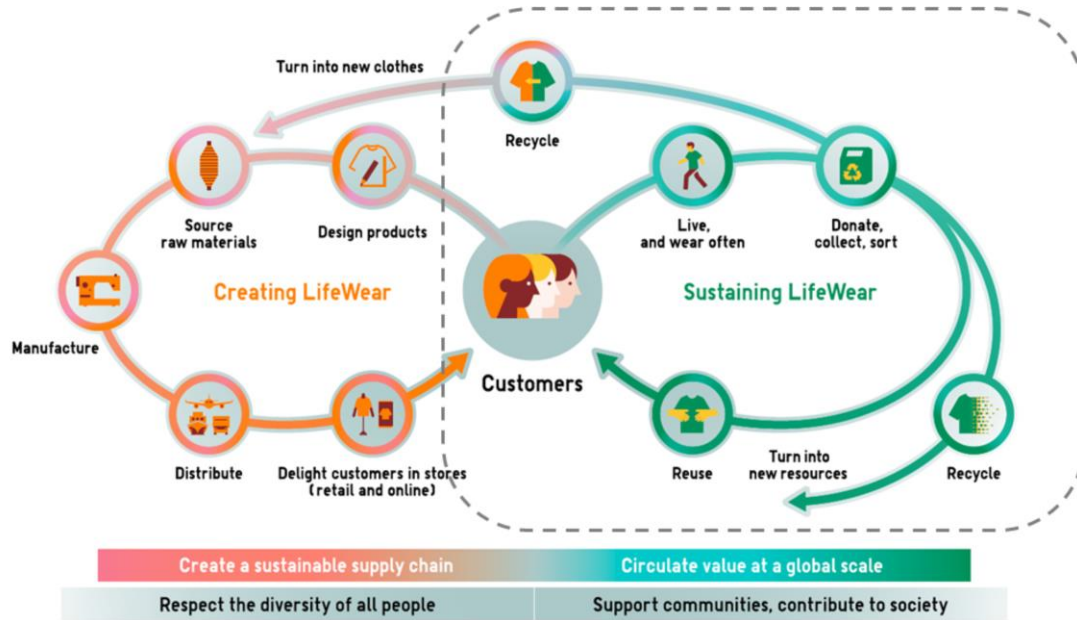 Turn into new clothes
Recycle
Source
raw materials
Design products
Live,
and wear often
Donate,
collect, sort
Creating LifeWear
Sustaining LifeWear
Manufacture
Customers
Distribute
Delight customers in stores
(retail and online)
Reuse
Turn into
new resources
Recycle
Create a sustainable supply chain
Circulate value at a global scale
Respect the diversity of all people
Support communities, contribute to society